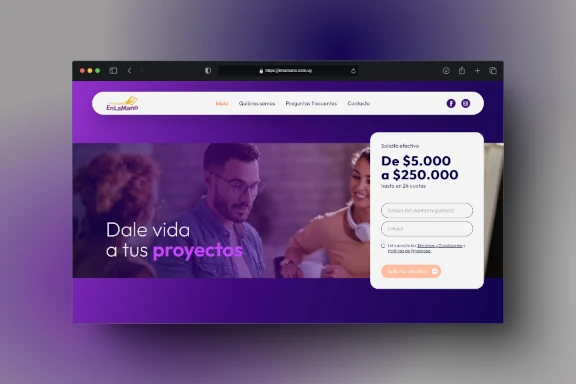 https://enlamano.com.uy
EnLaMano
Inicio Quiénes somos Preguntas frecuentes Contacto
Solicita efectivo
De $5.000
a $250.000
hasta en 24 cuotas
Cédula (sin puntos ni guiones)
Celular
Leí y acepto los Términos y Condiciones y
Políticas de Privacidad.
Solicitar efectivo
Dale vida
a tus proyectos